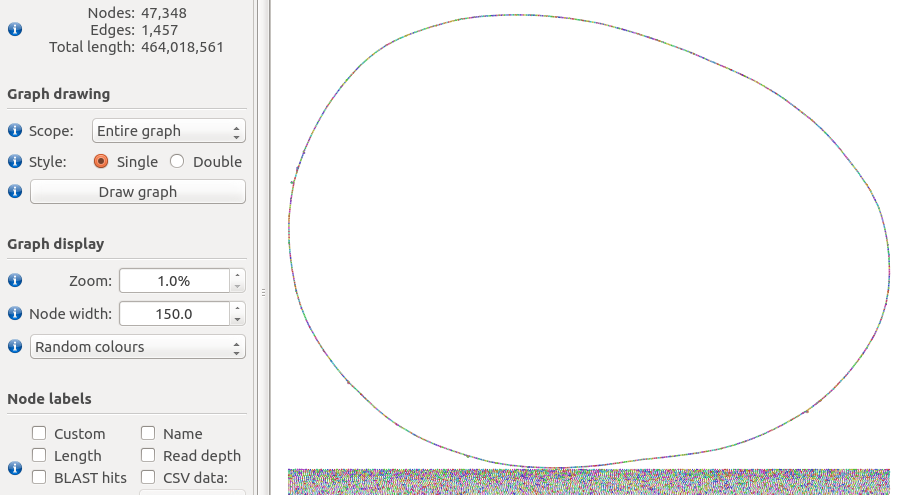 Nodes: 47,348
Edges: 1,457
Total length: 464,018,561
Graph drawing
Scope: Entire graph
Style: Single Double
Draw graph
Graph display
Zoom: 1.0%
Node width: 150.0
Random colours
Node labels
Custom Name
Length Read depth
BLAST hits CSV data: